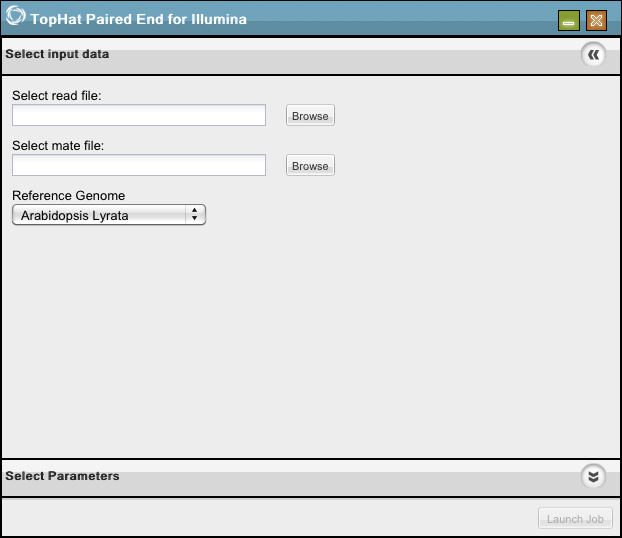 TopHat Paired End for Illumina
Select input data
Select read file:
Browse
Select mate file:
Browse
Reference Genome
Arabidopsis Lyrata
Select Parameters
Launch Job